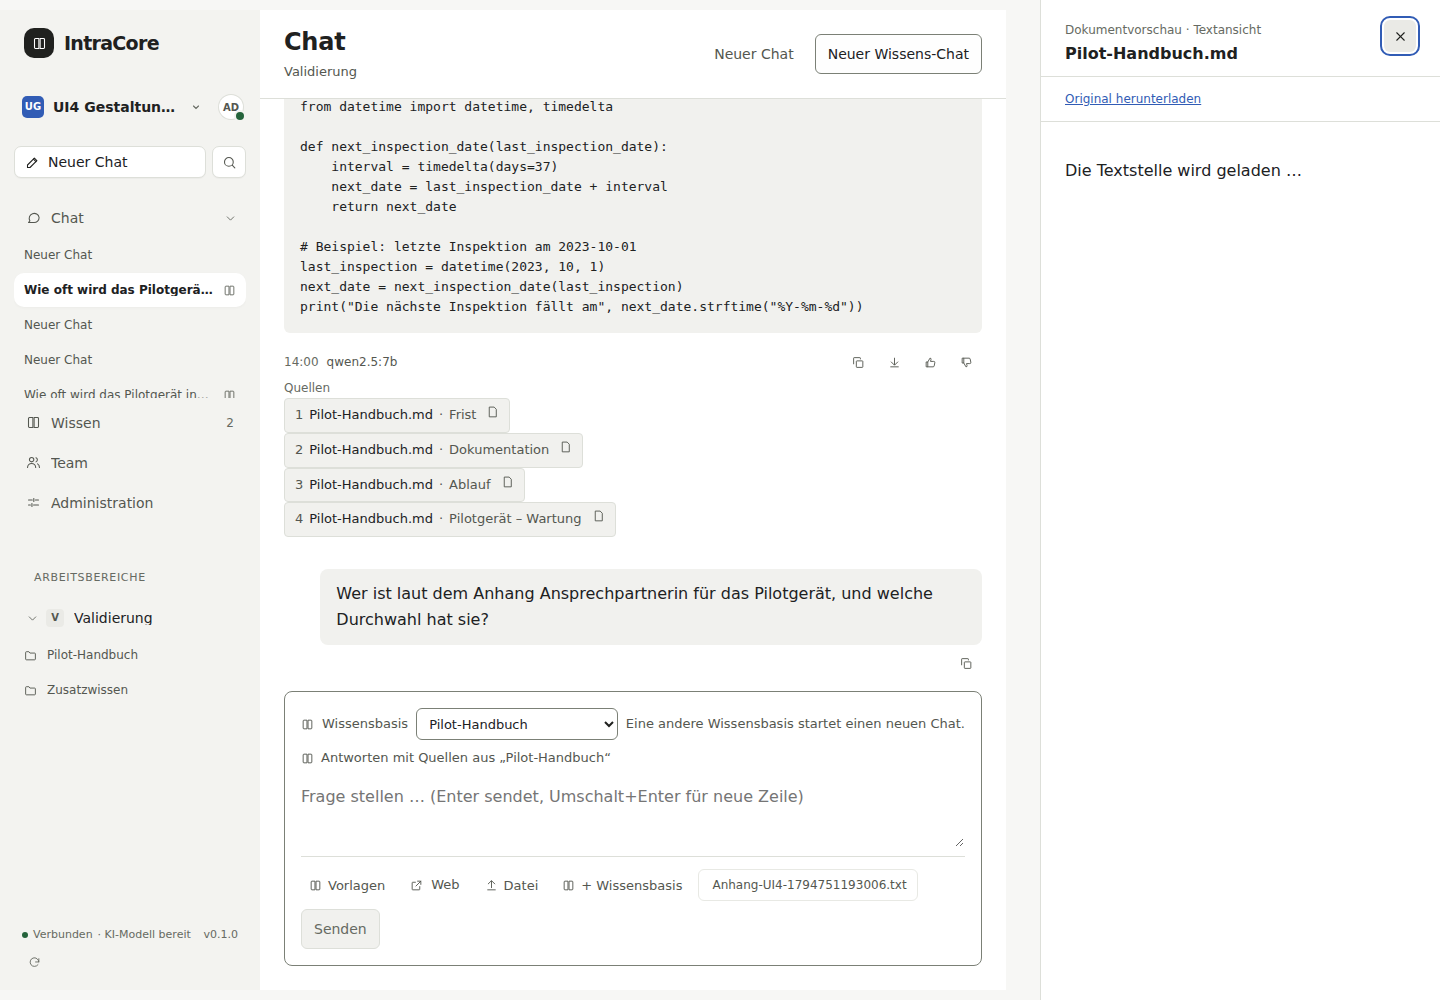 IntraCore
UG UI4 Gestaltun… AD
Neuer Chat
Chat
Neuer Chat
Wie oft wird das Pilotgerä…
Neuer Chat
Neuer Chat
Wie oft wird das Pilotgerät in…
Wissen 2
Team
Administration
ARBEITSBEREICHE
V Validierung
Pilot-Handbuch
Zusatzwissen
Verbunden · KI-Modell bereit v0.1.0
Chat
Validierung
Neuer Chat
Neuer Wissens-Chat
from datetime import datetime, timedelta
def next_inspection_date(last_inspection_date):
    interval = timedelta(days=37)
    next_date = last_inspection_date + interval
    return next_date
# Beispiel: letzte Inspektion am 2023-10-01
last_inspection = datetime(2023, 10, 1)
next_date = next_inspection_date(last_inspection)
print("Die nächste Inspektion fällt am", next_date.strftime("%Y-%m-%d"))
14:00 qwen2.5:7b
Quellen
1 Pilot-Handbuch.md · Frist
2 Pilot-Handbuch.md · Dokumentation
3 Pilot-Handbuch.md · Ablauf
4 Pilot-Handbuch.md · Pilotgerät – Wartung
Wer ist laut dem Anhang Ansprechpartnerin für das Pilotgerät, und welche
Durchwahl hat sie?
Wissensbasis Pilot-Handbuch Eine andere Wissensbasis startet einen neuen Chat.
Antworten mit Quellen aus „Pilot-Handbuch“
Frage stellen … (Enter sendet, Umschalt+Enter für neue Zeile)
Vorlagen Web Datei + Wissensbasis Anhang-UI4-1794751193006.txt
Senden
Dokumentvorschau · Textansicht
Pilot-Handbuch.md
Original herunterladen
Die Textstelle wird geladen …